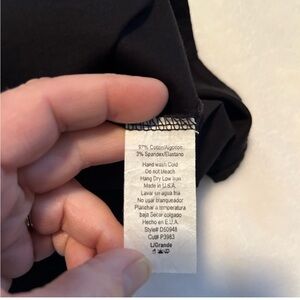 97% Cotton/Algodon
3% Spandex/Elastano
Hand wash Cold
Do not bleach
Hang Dry Low Iron
Made in U.S.A.
Lavar en agua fria
No usar blanqueador
Planchar a temperatura
baja Secar colgado
Hecho en E.U.A.
Style# D50948
Cut# P3983
L/Grande